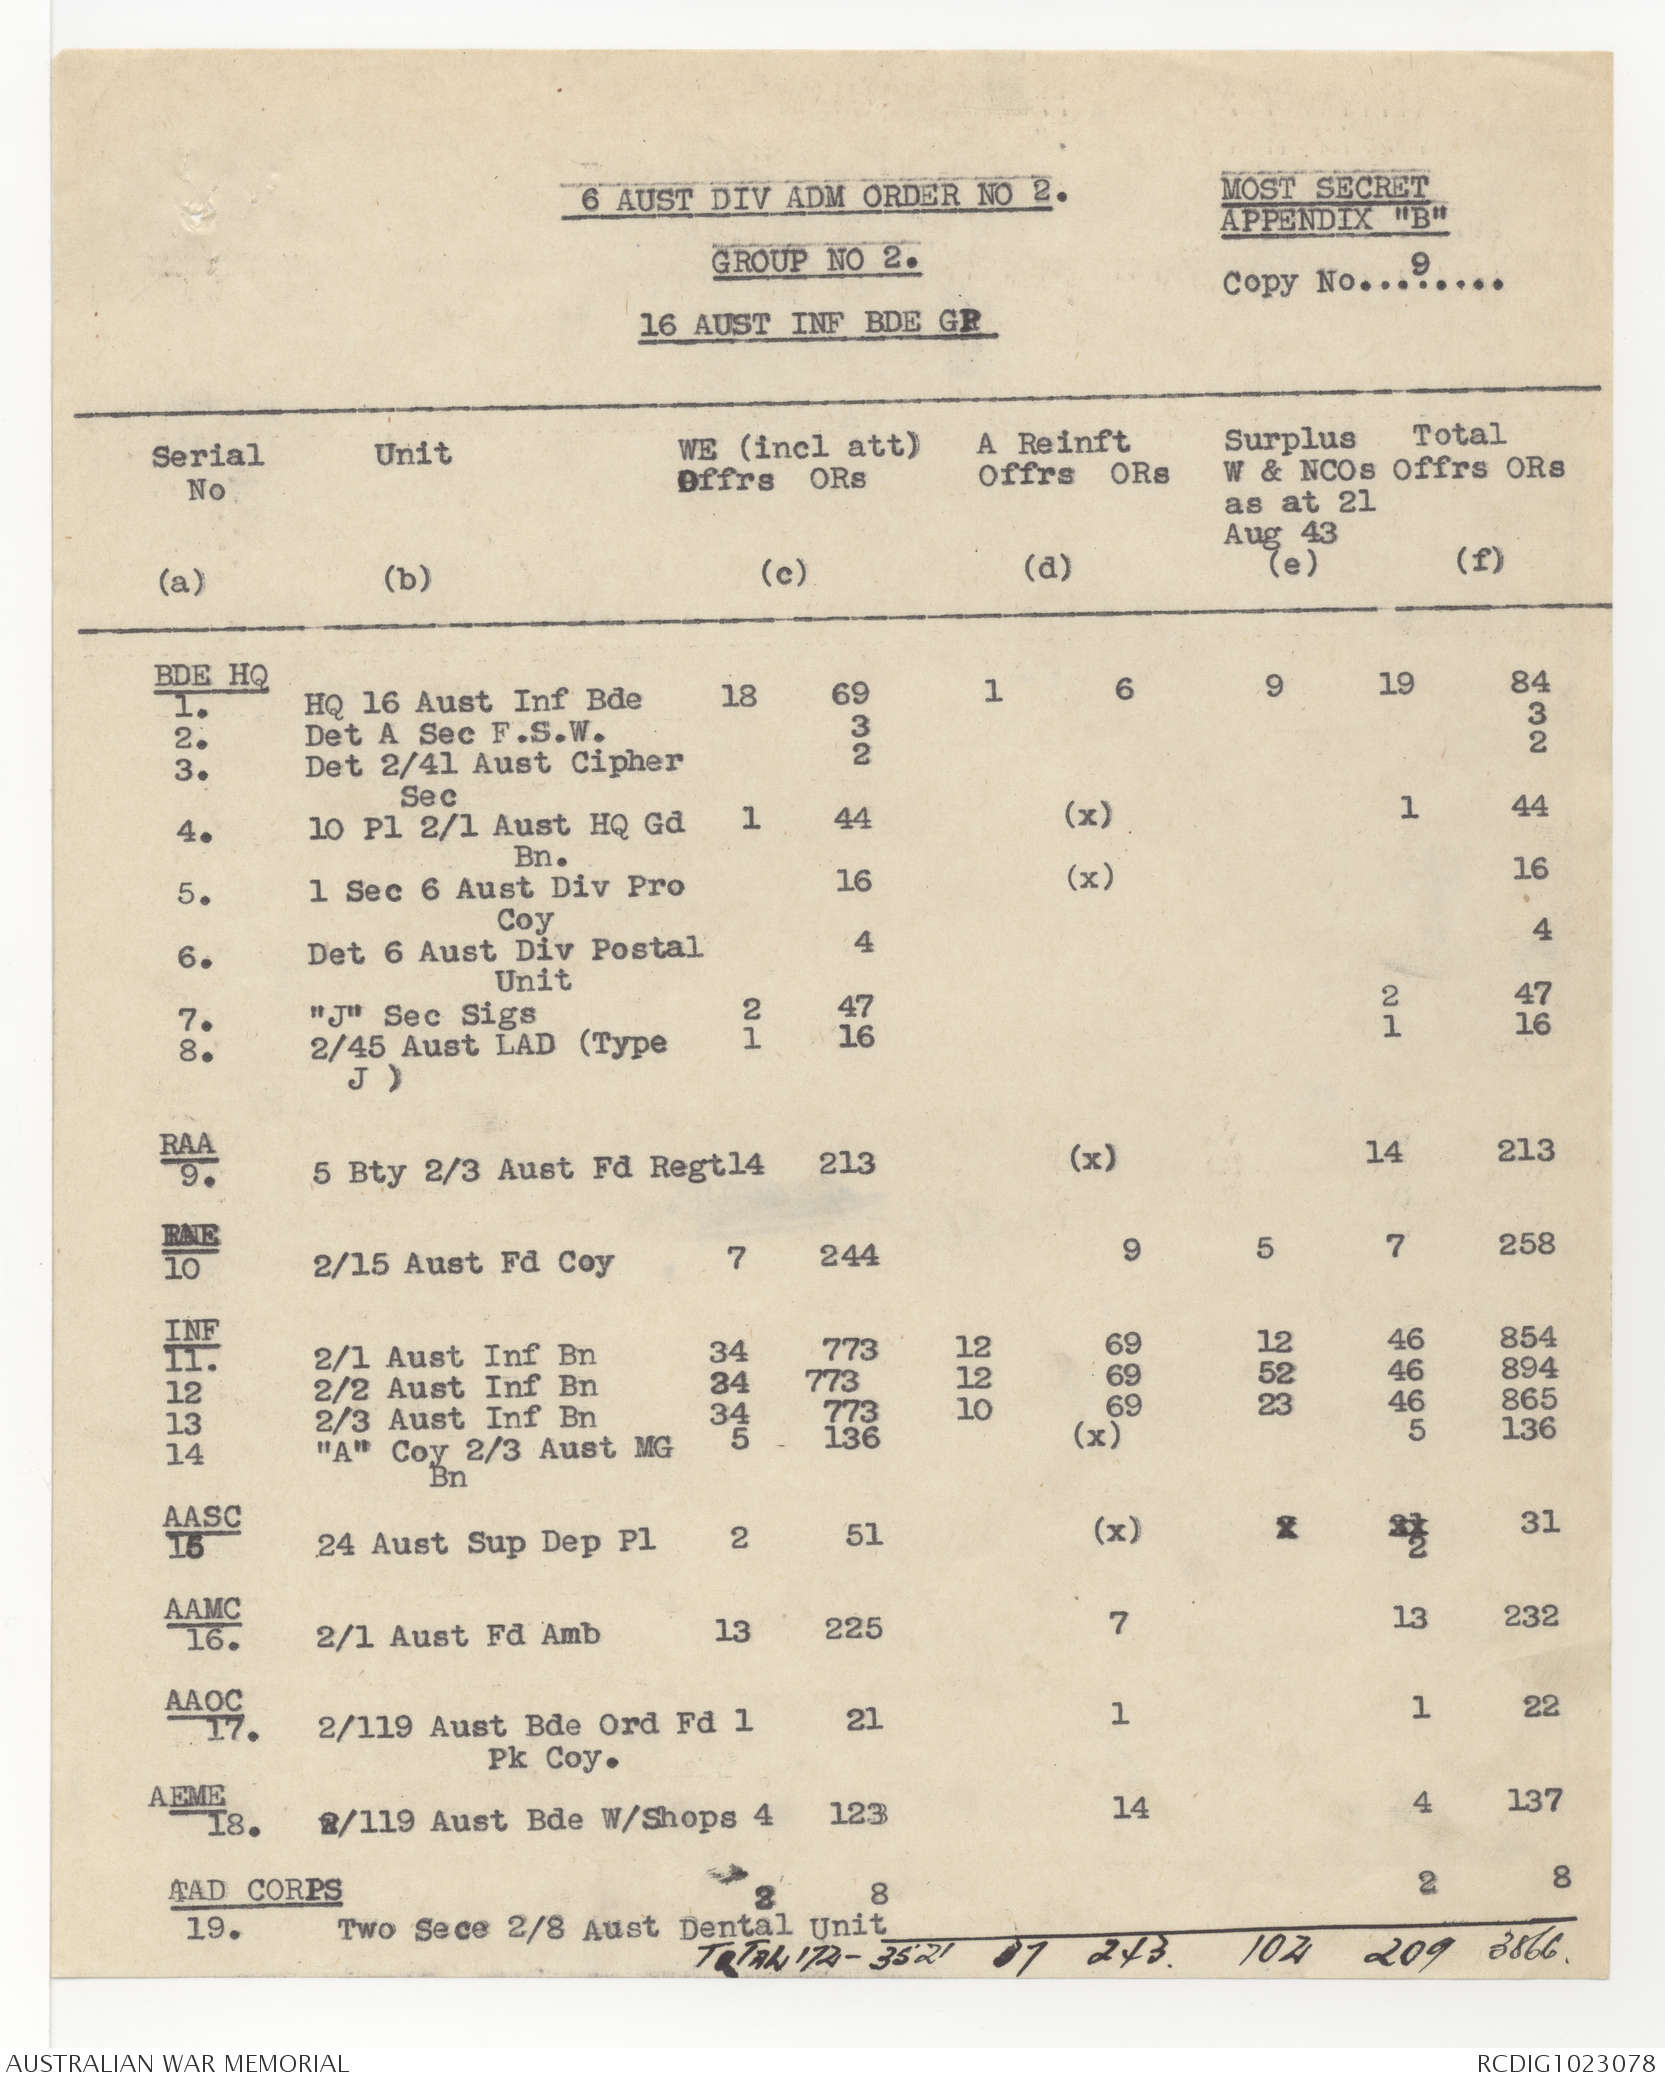 6 AUST DIV ADM ORDER NO 2.
MOST SECRET
APPENDIX "B"
GROUP NO 2.
Copy No...9.....
16 AUST INF BDE GR
Serial No Unit WE (incl att) A Reinft Surplus Total
Offrs ORs Offrs ORs W & NCOs Offrs ORs
as at 21
Aug 43
(a) (b) (c) (d) (e) (f)
BDE HQ
1. HQ 16 Aust Inf Bde 18 69 1 6 9 19 84
2. Det A Sec F.S.W. 3 3
3. Det 2/41 Aust Cipher 2 2
Sec
4. 10 Pl 2/1 Aust HQ Gd 1 44 (x) 1 44
Bn.
5. 1 Sec 6 Aust Div Pro 16 (x) 16
Coy
6. Det 6 Aust Div Postal 4 4
Unit
7. "J" Sec Sigs 2 47 2 47
8. 2/45 Aust LAD (Type 1 16 1 16
J )
RAA
9. 5 Bty 2/3 Aust Fd Regt 14 213 (x) 14 213
10 2/15 Aust Fd Coy 7 244 9 5 7 258
INF
11. 2/1 Aust Inf Bn 34 773 12 69 12 46 854
12 2/2 Aust Inf Bn 34 773 12 69 52 46 894
13 2/3 Aust Inf Bn 34 773 10 69 23 46 865
14 "A" Coy 2/3 Aust MG 5 - 136 (x) 5 136
Bn
AASC
15 24 Aust Sup Dep Pl 2 51 (x) 31
2
AAMC
16. 2/1 Aust Fd Amb 13 225 7 13 232
AAOC
17. 2/119 Aust Bde Ord Fd 1 21 1 1 22
Pk Coy.
AEME
18. 2/119 Aust Bde W/Shops 4 123 14 4 137
AAD CORPS
2 8 2 8
19. Two Sece 2/8 Aust Dental Unit
TOTAL 172 - 3521 243. 102 209 3866.
AUSTRALIAN WAR MEMORIAL RCDIG1023078